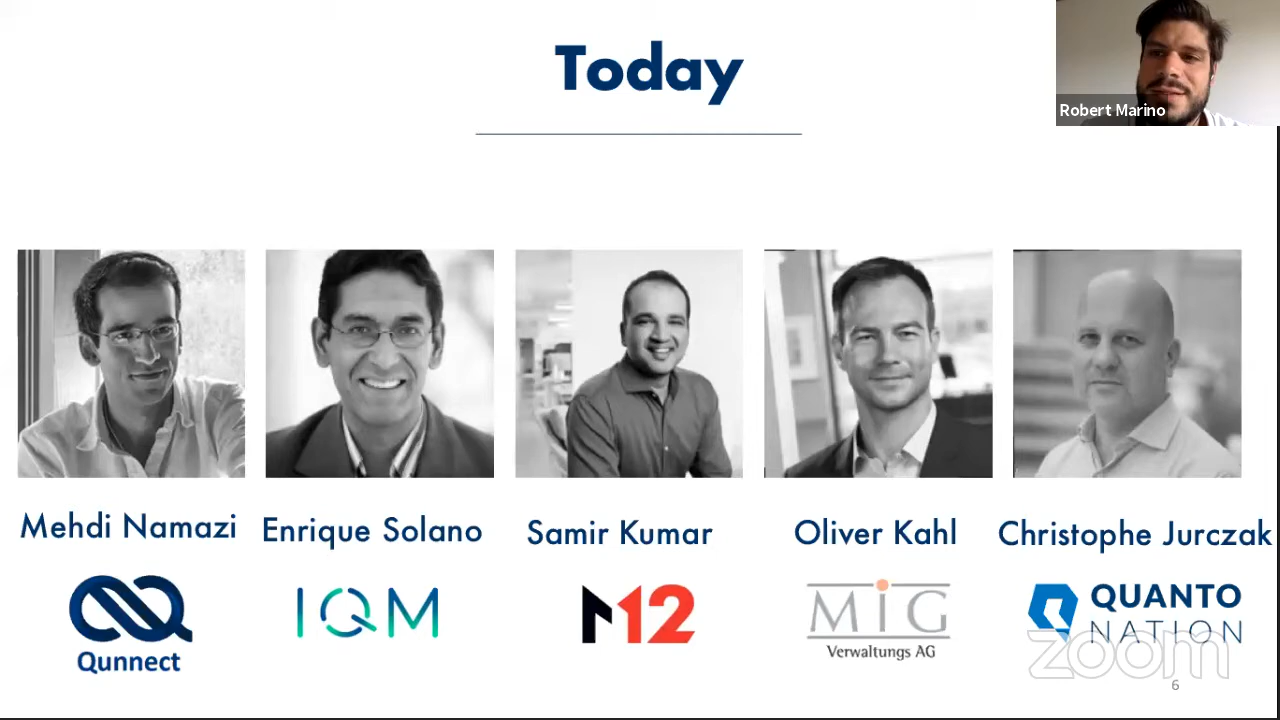 Today
Robert Marino
Mehdi Namazi
Enrique Solano
Samir Kumar
Oliver Kahl
Christophe Jurczak
Qunnect
IQM
M12
MiG
Verwaltungs AG
QUANTO
NATION
zoom
6